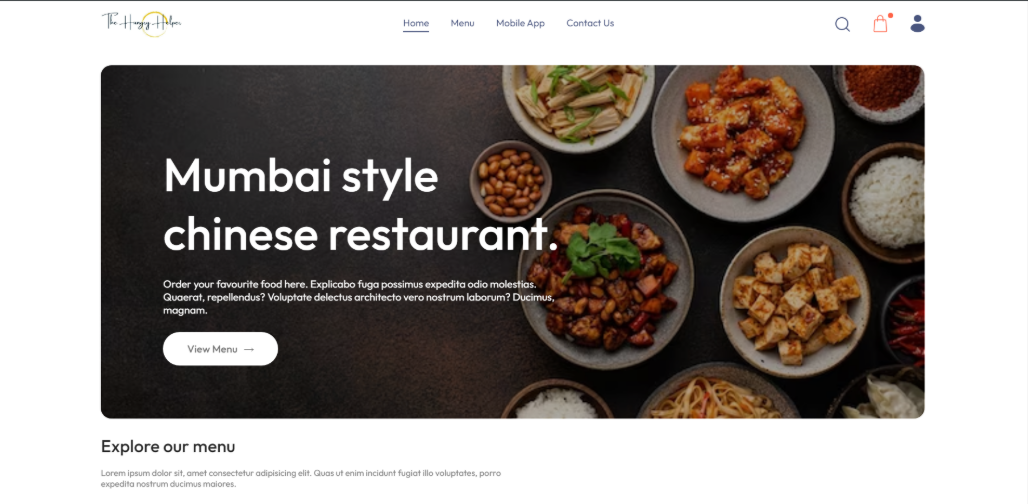 The Hungry Helper
Home Menu Mobile App Contact Us
Mumbai style
chinese restaurant.
Order your favourite food here. Explicabo fuga possimus expedita odio molestias.
Quaerat, repellendus? Voluptate delectus architecto vero nostrum laborum? Ducimus,
magnam.
View Menu →
Explore our menu
Lorem ipsum dolor sit, amet consectetur adipisicing elit. Quas ut enim incidunt fugiat illo voluptates, porro
expedita nostrum ducimus maiores.